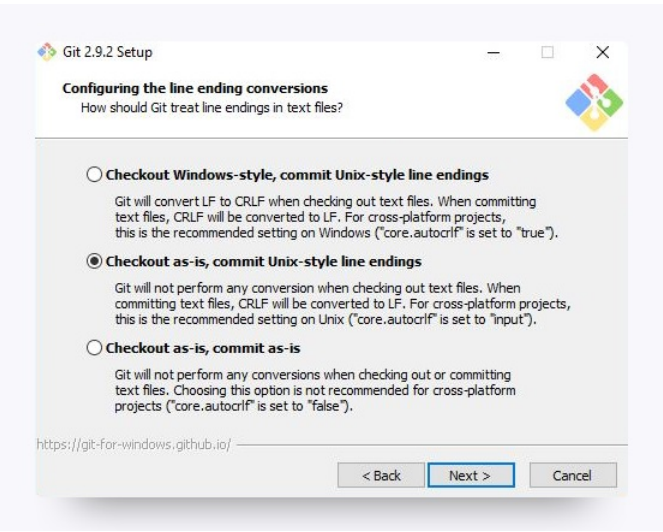 Git 2.9.2 Setup
Configuring the line ending conversions
How should Git treat line endings in text files?
Checkout Windows-style, commit Unix-style line endings
Git will convert LF to CRLF when checking out text files. When committing
text files, CRLF will be converted to LF. For cross-platform projects,
this is the recommended setting on Windows ("core.autocrlf" is set to "true").
Checkout as-is, commit Unix-style line endings
Git will not perform any conversion when checking out text files. When
committing text files, CRLF will be converted to LF. For cross-platform projects,
this is the recommended setting on Unix ("core.autocrlf" is set to "input").
Checkout as-is, commit as-is
Git will not perform any conversions when checking out or committing
text files. Choosing this option is not recommended for cross-platform
projects ("core.autocrlf" is set to "false").
https://git-for-windows.github.io/
< Back Next > Cancel